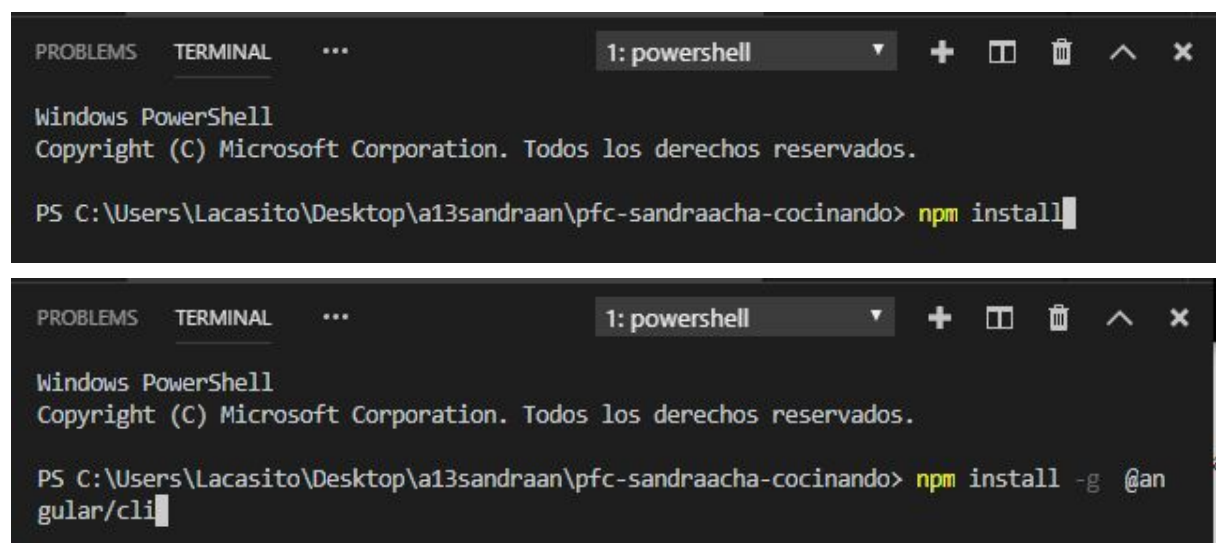 PROBLEMS TERMINAL ••• 1: powershell
Windows PowerShell
Copyright (C) Microsoft Corporation. Todos los derechos reservados.
PS C:\Users\Lacasito\Desktop\a13sandraan\pfc-sandraacha-cocinando> npm install
PROBLEMS TERMINAL ••• 1: powershell
Windows PowerShell
Copyright (C) Microsoft Corporation. Todos los derechos reservados.
PS C:\Users\Lacasito\Desktop\a13sandraan\pfc-sandraacha-cocinando> npm install -g  @an
gular/cli